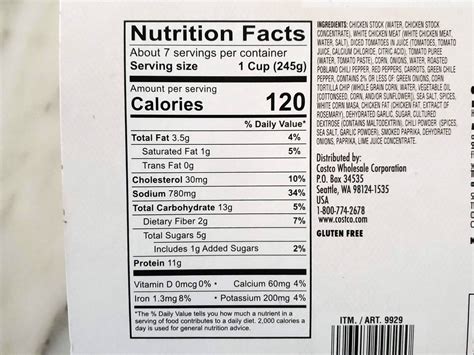 Nutrition Facts
About 7 servings per container
Serving size 1 Cup (245g)
Amount per serving
Calories 120
% Daily Value*
Total Fat 3.5g 4%
Saturated Fat 1g 5%
Trans Fat 0g
Cholesterol 30mg 10%
Sodium 780mg 34%
Total Carbohydrate 13g 5%
Dietary Fiber 2g 7%
Total Sugars 5g
Includes 1g Added Sugars 2%
Protein 11g
Vitamin D 0mcg 0% • Calcium 60mg 4%
Iron 1.3mg 8% • Potassium 200mg 4%
*The % Daily Value tells you how much a nutrient in a
serving of food contributes to a daily diet. 2,000 calories a
day is used for general nutrition advice.
INGREDIENTS: CHICKEN STOCK (WATER, CHICKEN STOCK
CONCENTRATE), WHITE CHICKEN MEAT (WHITE CHICKEN MEAT,
WATER, SALT), DICED TOMATOES IN JUICE (TOMATOES, TOMATO
JUICE, CALCIUM CHLORIDE, CITRIC ACID), TOMATO PUREE
(WATER, TOMATO PASTE), CORN, ONIONS, WATER, ROASTED
POBLANO CHILI PEPPER, RED PEPPERS, CARROTS, GREEN CHILE
PEPPER, CONTAINS 2% OR LESS OF: GREEN ONIONS, CORN
TORTILLA CHIP (WHOLE GRAIN CORN, WATER, VEGETABLE OIL
(COTTONSEED, CORN, AND/OR SUNFLOWER), SEA SALT, SPICES,
WHITE CORN MASA, CHICKEN FAT (CHICKEN FAT, EXTRACT OF
ROSEMARY), DEHYDRATED GARLIC, SUGAR, CULTURED
DEXTROSE (CONTAINS MALTODEXTRIN), CHILI POWDER (SPICES,
SEA SALT, GARLIC POWDER), SMOKED PAPRIKA, DEHYDRATED
ONIONS, PAPRIKA, LIME JUICE CONCENTRATE.
Distributed by:
Costco Wholesale Corporation
P.O. Box 34535
Seattle, WA 98124-1535
USA
1-800-774-2678
www.costco.com
GLUTEN FREE
ITM. / ART. 9929